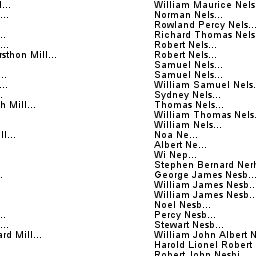 l...
William Maurice Nels
...
Norman Nels...
Rowland Percy Nels...
..
Richard Thomas Nels
...
Robert Nels...
rsthon Mill...
Robert Nels...
Samuel Nels...
...
Samuel Nels...
...
William Samuel Nels.
.
Sydney Nels...
h Mill...
Thomas Nels...
William Thomas Nels.
...
William Nels...
ll...
Noa Ne...
Albert Ne...
Wi Nep...
Stephen Bernard Nerh
.
George James Nesb...
William James Nesb..
William James Nesb..
Noel Nesb...
...
Percy Nesb...
...
Stewart Nesb...
ard Mill...
William John Albert N
Harold Lionel Robert
Robert John Nesbi